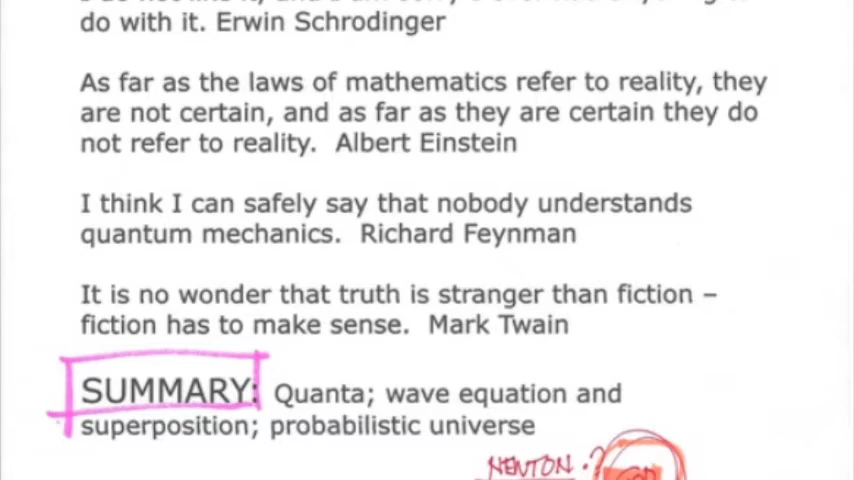 do with it. Erwin Schrodinger
As far as the laws of mathematics refer to reality, they
are not certain, and as far as they are certain they do
not refer to reality. Albert Einstein
I think I can safely say that nobody understands
quantum mechanics. Richard Feynman
It is no wonder that truth is stranger than fiction –
fiction has to make sense. Mark Twain
SUMMARY: Quanta; wave equation and
superposition; probabilistic universe
NEWTON.?